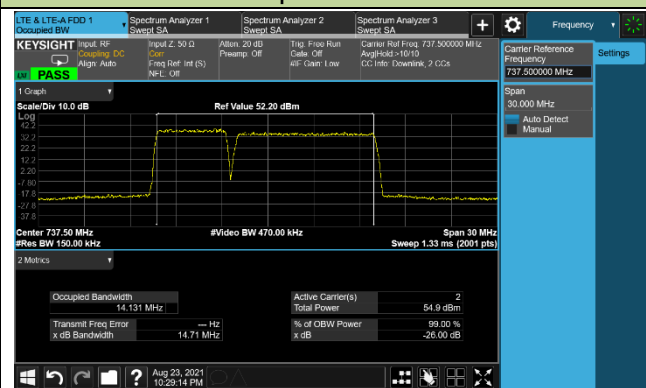 LTE & LTE-A FDD 1
Occupied BW
Spectrum Analyzer 1
Swept SA
Spectrum Analyzer 2
Swept SA
Spectrum Analyzer 3
Swept SA
+
Frequency
KEYSIGHT
Input: RF
Coupling: DC
Align: Auto
Input Z: 50 Ω
Corr
Freq Ref: Int (S)
NFE: Off
Atten: 20 dB
Preamp: Off
Trig: Free Run
Gate: Off
#IF Gain: Low
Carrier Ref Freq: 737.500000 MHz
Avg|Hold:>10/10
CC Info: Downlink, 2 CCs
PASS
Carrier Reference
Frequency
737.500000 MHz
Settings
Span
30.000 MHz
Auto Detect
Manual
1 Graph
Scale/Div 10.0 dB
Ref Value 52.20 dBm
Log
42.2
32.2
22.2
12.2
2.20
-7.80
-17.8
-27.8
-37.8
Center 737.50 MHz
#Res BW 150.00 kHz
#Video BW 470.00 kHz
Span 30 MHz
Sweep 1.33 ms (2001 pts)
2 Metrics
Occupied Bandwidth
14.131 MHz
Active Carrier(s) 2
Total Power 54.9 dBm
Transmit Freq Error --- Hz
x dB Bandwidth 14.71 MHz
% of OBW Power 99.00 %
x dB -26.00 dB
?
Aug 23, 2021
10:29:14 PM